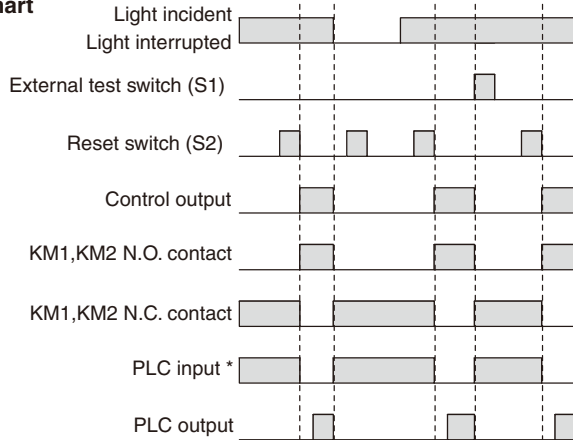 Light incident
Light interrupted
External test switch (S1)
Reset switch (S2)
Control output
KM1,KM2 N.O. contact
KM1,KM2 N.C. contact
PLC input *
PLC output